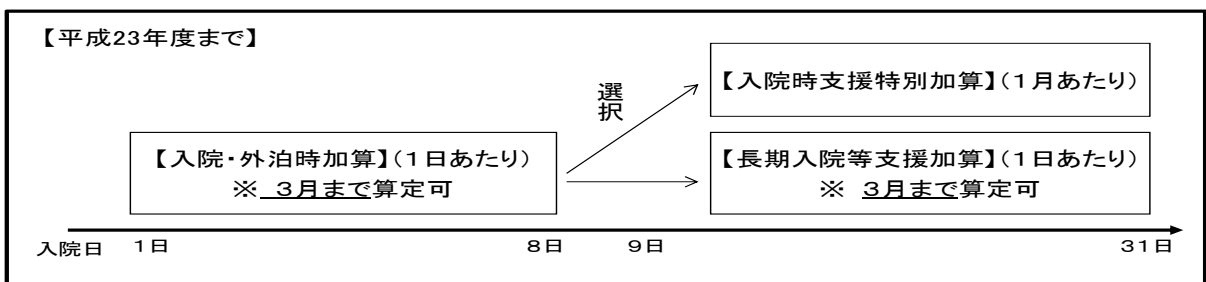 【平成23年度まで】
【入院時支援特別加算】(1月あたり)
選択
【入院・外泊時加算】(1日あたり)
※ 3月まで算定可
【長期入院等支援加算】(1日あたり)
※ 3月まで算定可
入院日 1日 8日 9日 31日